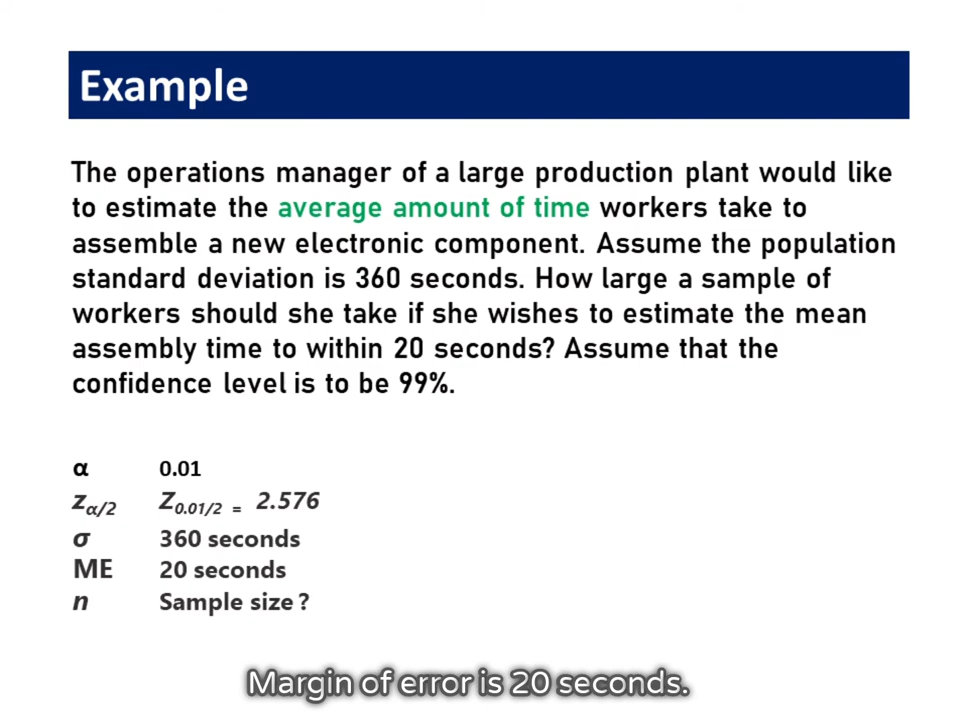 Example
The operations manager of a large production plant would like
to estimate the average amount of time workers take to
assemble a new electronic component. Assume the population
standard deviation is 360 seconds. How large a sample of
workers should she take if she wishes to estimate the mean
assembly time to within 20 seconds? Assume that the
confidence level is to be 99%.
α 0.01
zα/2 Z0.01/2 = 2.576
σ 360 seconds
ME 20 seconds
n Sample size ?
Margin of error is 20 seconds.